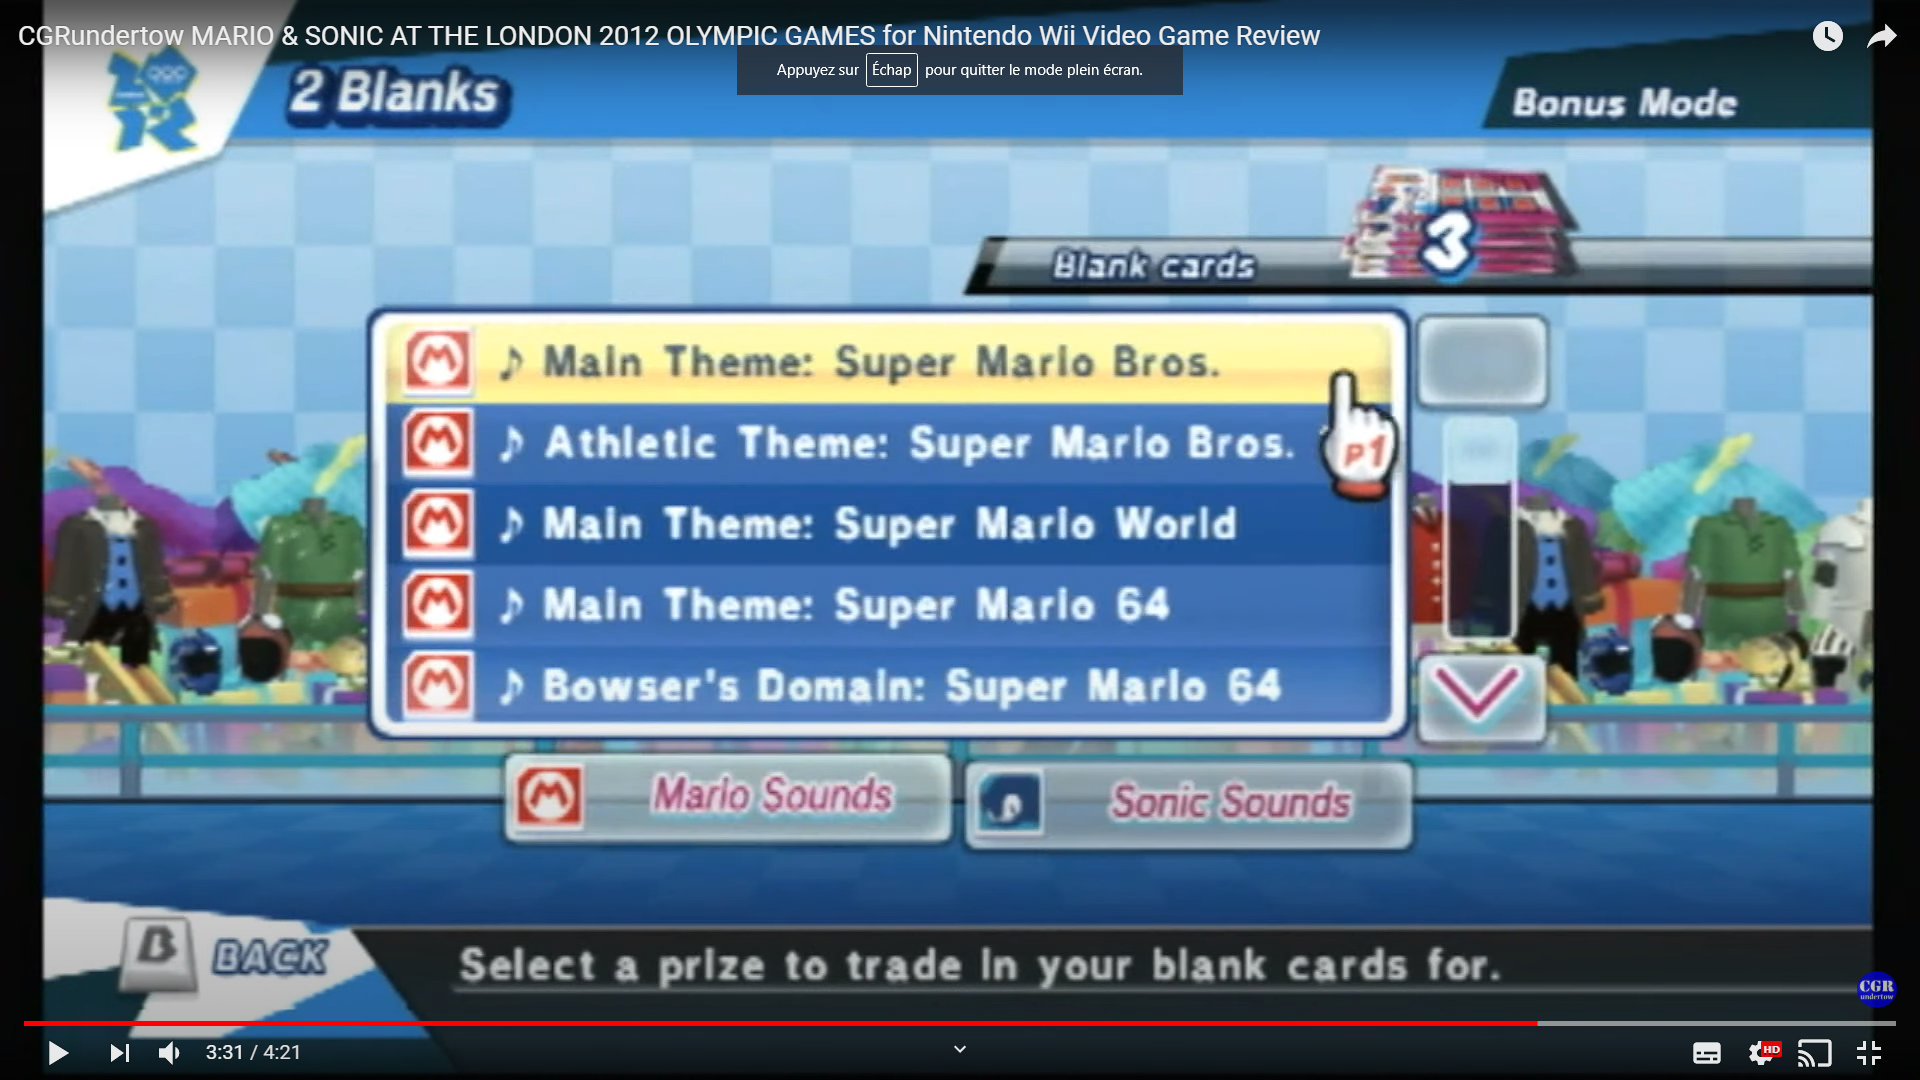 CGRundertow MARIO & SONIC AT THE LONDON 2012 OLYMPIC GAMES for Nintendo Wii Video Game Review
Appuyez sur Échap pour quitter le mode plein écran.
2 Blanks
Bonus Mode
Blank cards
3
♪ Main Theme: Super Mario Bros.
♪ Athletic Theme: Super Mario Bros.
P1
♪ Main Theme: Super Mario World
♪ Main Theme: Super Mario 64
♪ Bowser's Domain: Super Mario 64
Mario Sounds
Sonic Sounds
B BACK
Select a prize to trade in your blank cards for.
CGR
undertow
3:31 / 4:21
HD